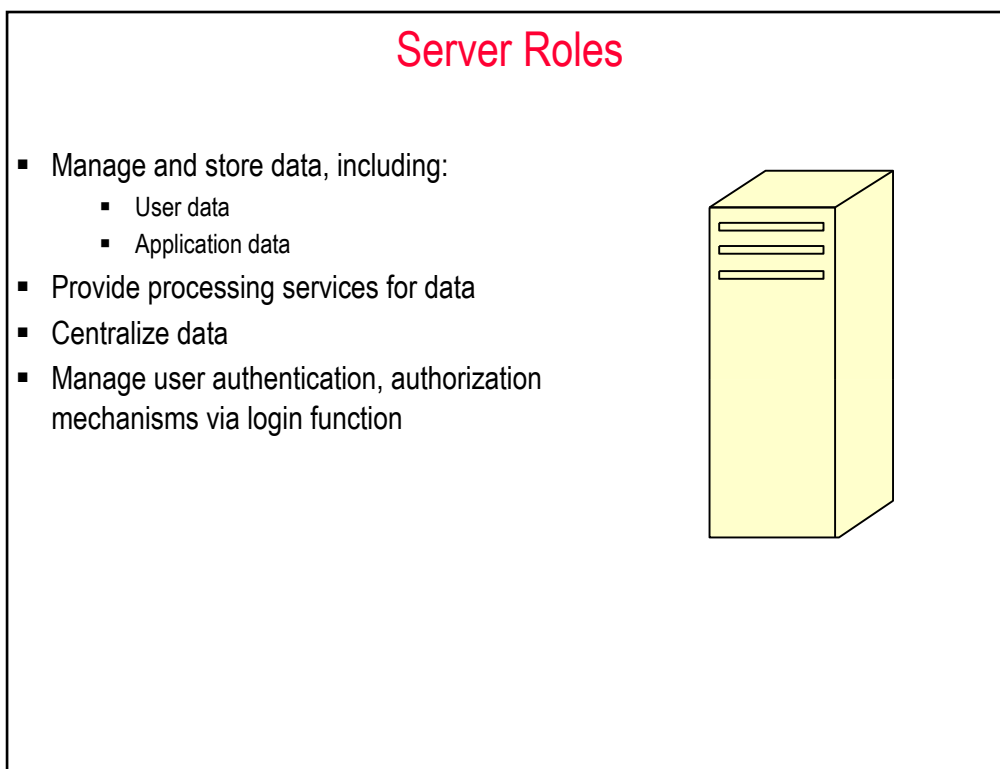 Server Roles
▪ Manage and store data, including:
▪ User data
▪ Application data
▪ Provide processing services for data
▪ Centralize data
▪ Manage user authentication, authorization
mechanisms via login function